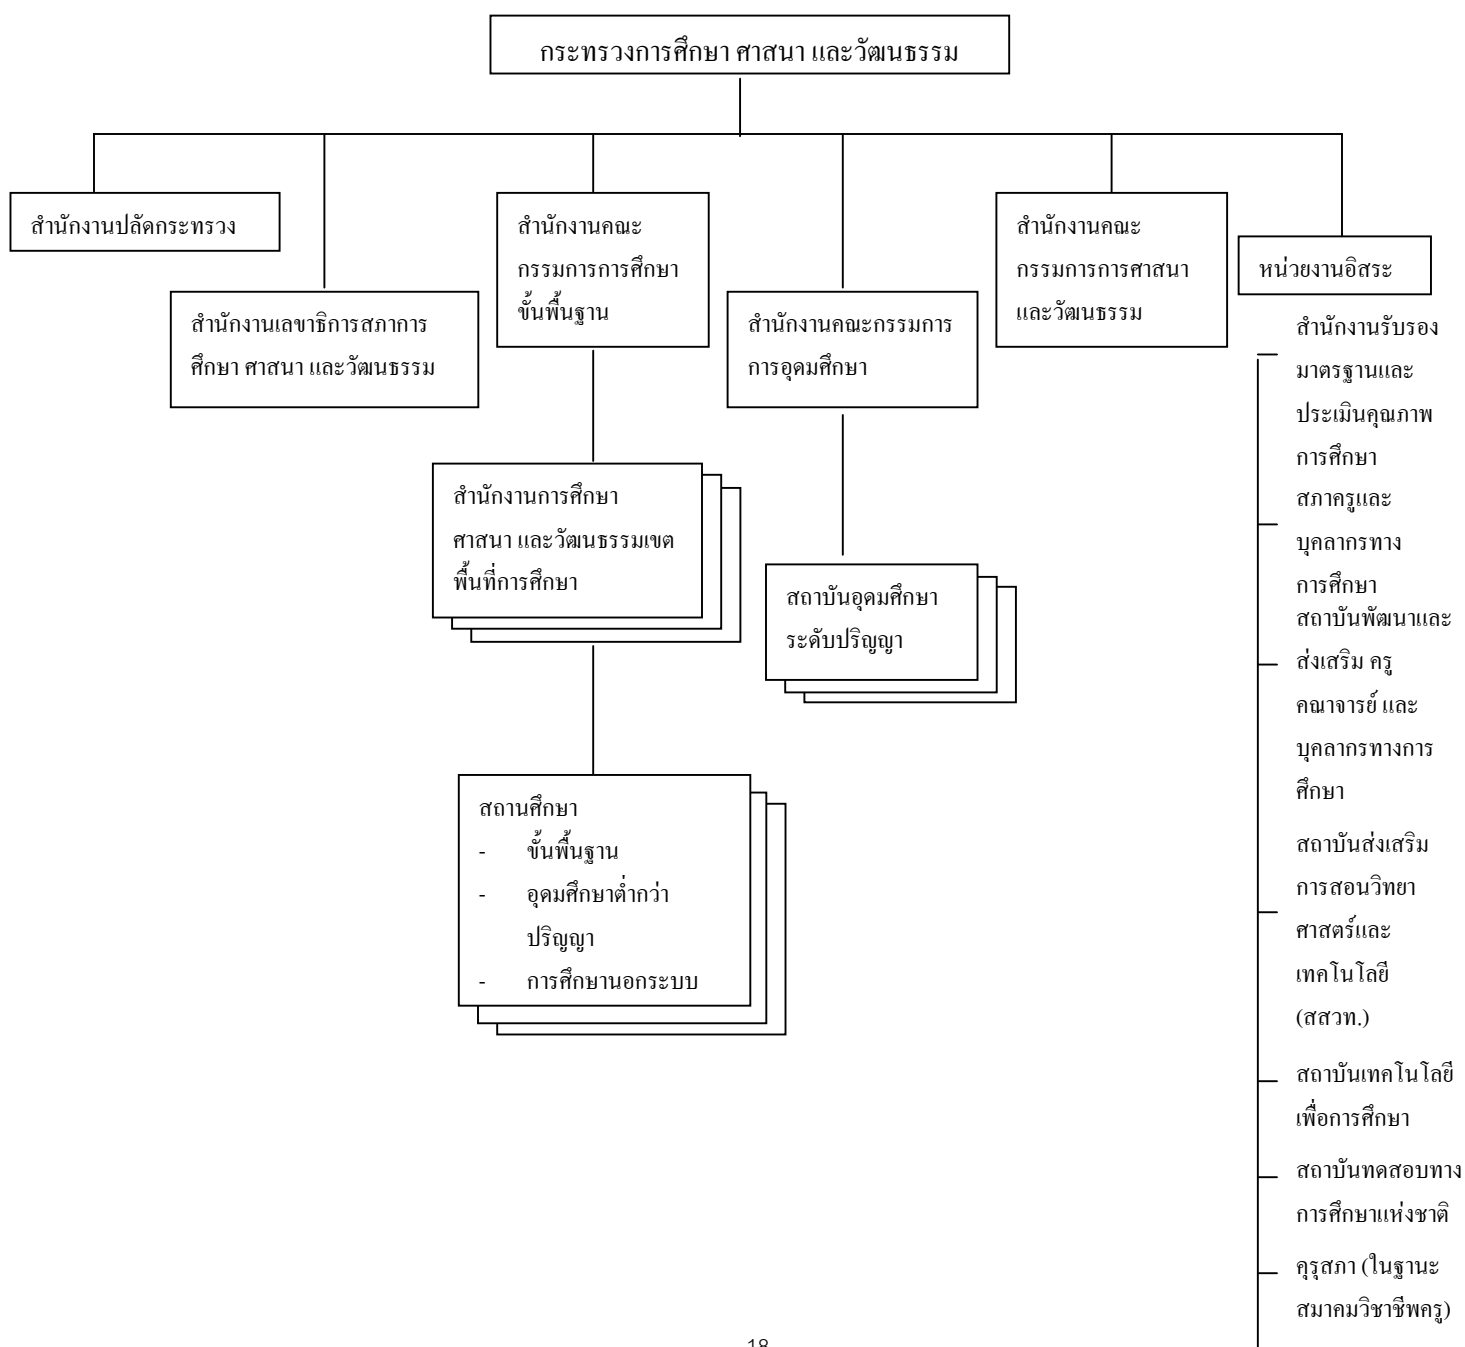 กระทรวงการศึกษา ศาสนา และวัฒนธรรม
สำนักงานปลัดกระทรวง
สำนักงานเลขาธิการสภาการ
ศึกษา ศาสนา และวัฒนธรรม
สำนักงานคณะ
กรรมการการศึกษา
ขั้นพื้นฐาน
สำนักงานการศึกษา
ศาสนา และวัฒนธรรมเขต
พื้นที่การศึกษา
สถานศึกษา
- ขั้นพื้นฐาน
- อุดมศึกษาต่ำกว่า
ปริญญา
- การศึกษานอกระบบ
สำนักงานคณะกรรมการ
การอุดมศึกษา
สถาบันอุดมศึกษา
ระดับปริญญา
สำนักงานคณะ
กรรมการการศาสนา
และวัฒนธรรม
หน่วยงานอิสระ
สำนักงานรับรอง
มาตรฐานและ
ประเมินคุณภาพ
การศึกษา
สภาครูและ
บุคลากรทาง
การศึกษา
สถาบันพัฒนาและ
ส่งเสริม ครู
คณาจารย์ และ
บุคลากรทางการ
ศึกษา
สถาบันส่งเสริม
การสอนวิทยา
ศาสตร์และ
เทคโนโลยี
(สสวท.)
สถาบันเทคโนโลยี
เพื่อการศึกษา
สถาบันทดสอบทาง
การศึกษาแห่งชาติ
คุรุสภา (ในฐานะ
สมาคมวิชาชีพครู)
18